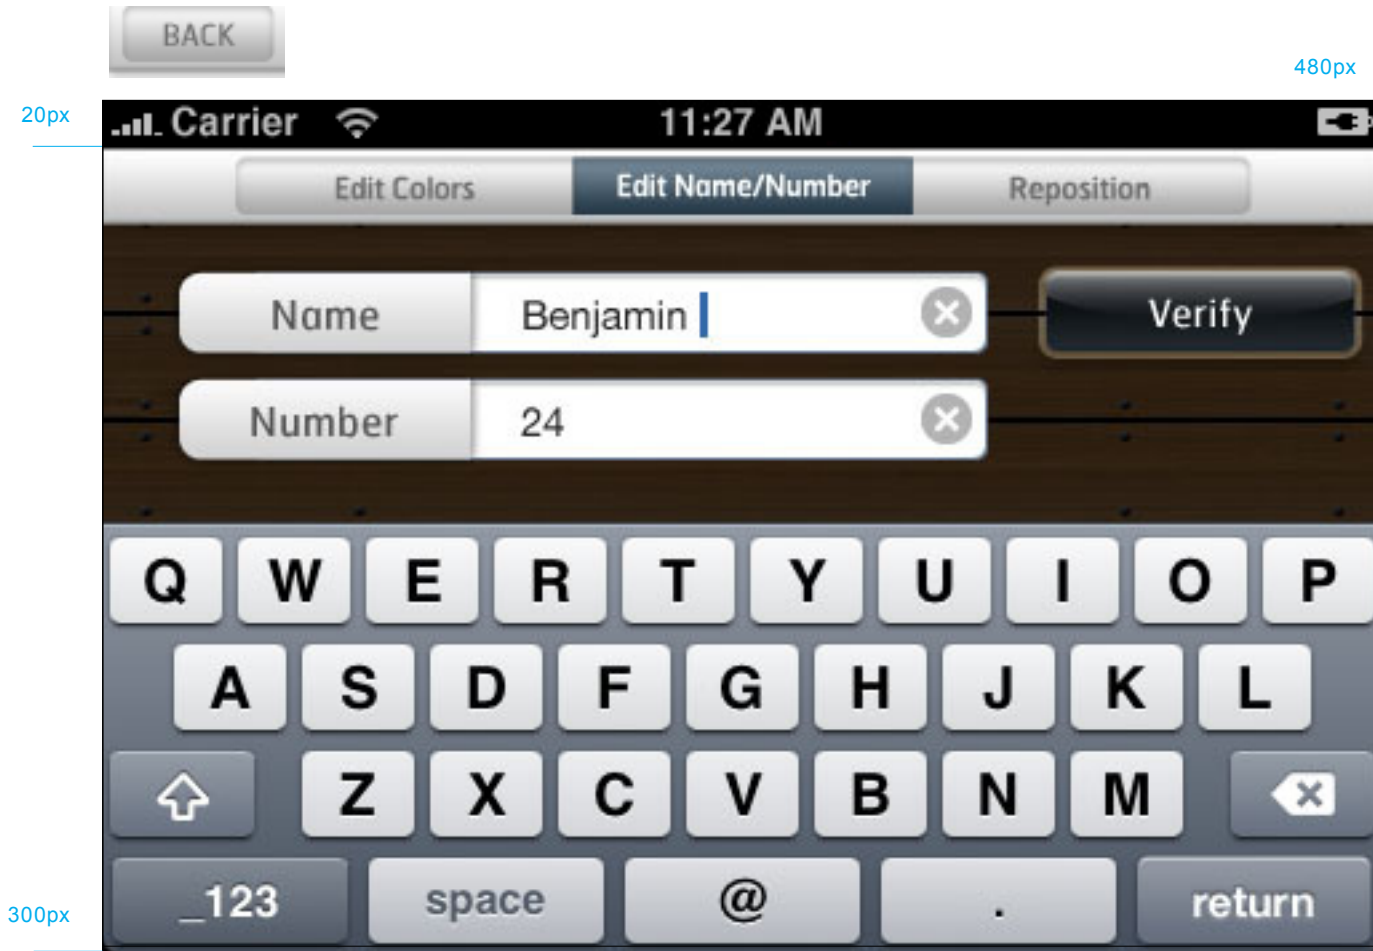 BACK
480px
20px
Carrier 11:27 AM
Edit Colors Edit Name/Number Reposition
Name Benjamin Verify
Number 24
Q W E R T Y U I O P
A S D F G H J K L
Z X C V B N M
_123 space @ . return
300px